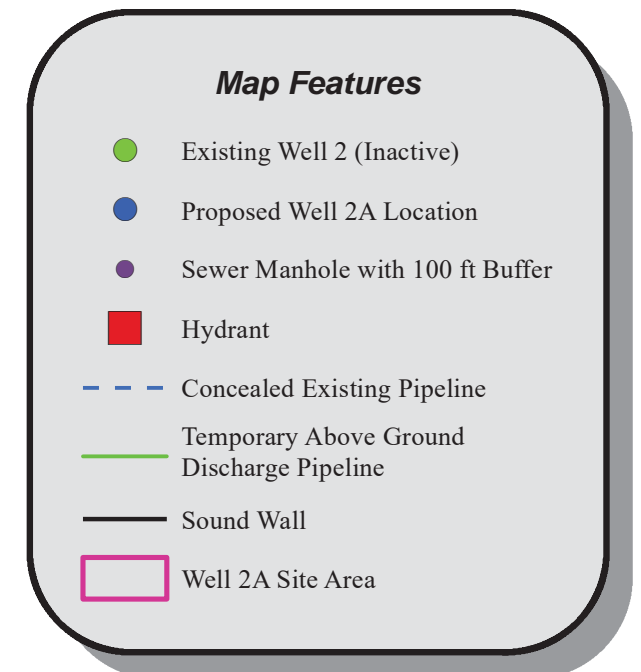 Map Features
Existing Well 2 (Inactive)
Proposed Well 2A Location
Sewer Manhole with 100 ft Buffer
Hydrant
Concealed Existing Pipeline
Temporary Above Ground
Discharge Pipeline
Sound Wall
Well 2A Site Area